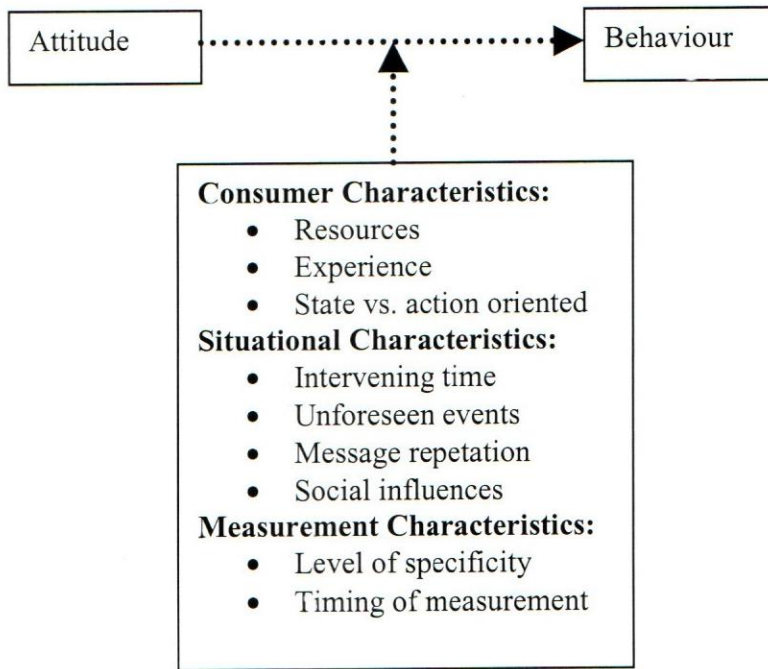 Attitude
Behaviour
Consumer Characteristics:
• Resources
• Experience
• State vs. action oriented
Situational Characteristics:
• Intervening time
• Unforeseen events
• Message repetation
• Social influences
Measurement Characteristics:
• Level of specificity
• Timing of measurement